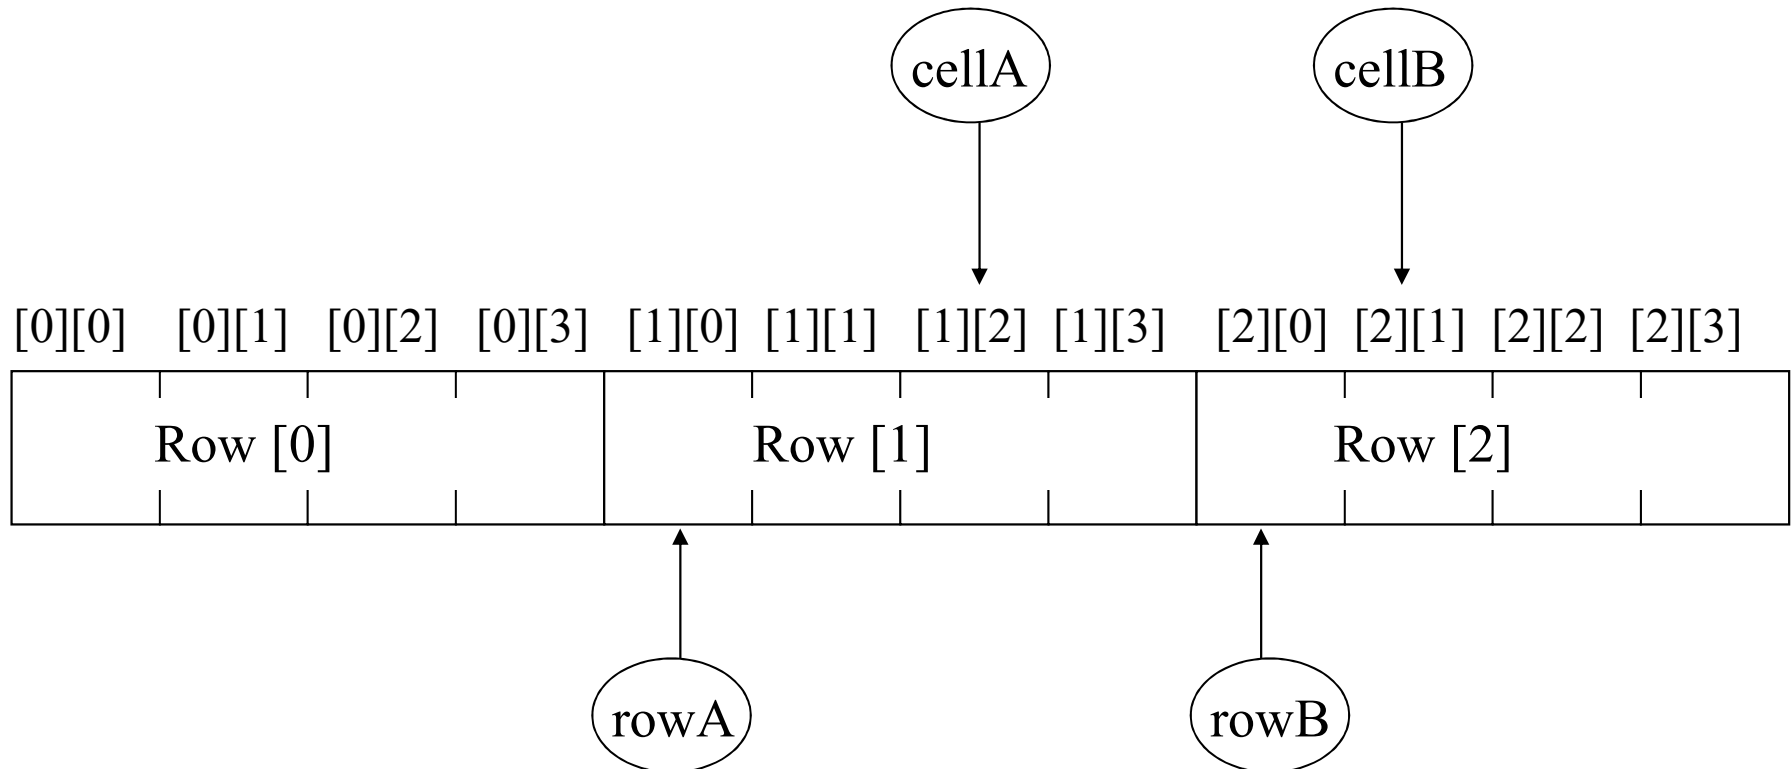 cellA cellB
[0][0] [0][1] [0][2] [0][3] [1][0] [1][1] [1][2] [1][3] [2][0] [2][1] [2][2] [2][3]
Row [0] Row [1] Row [2]
rowA rowB